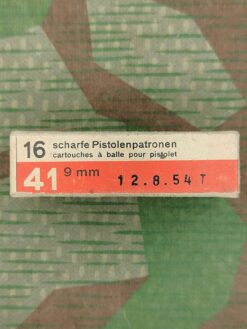 16 scharfe Pistolenpatronen
cartouches à balle pour pistolet
41 9 mm 12.8.54 T